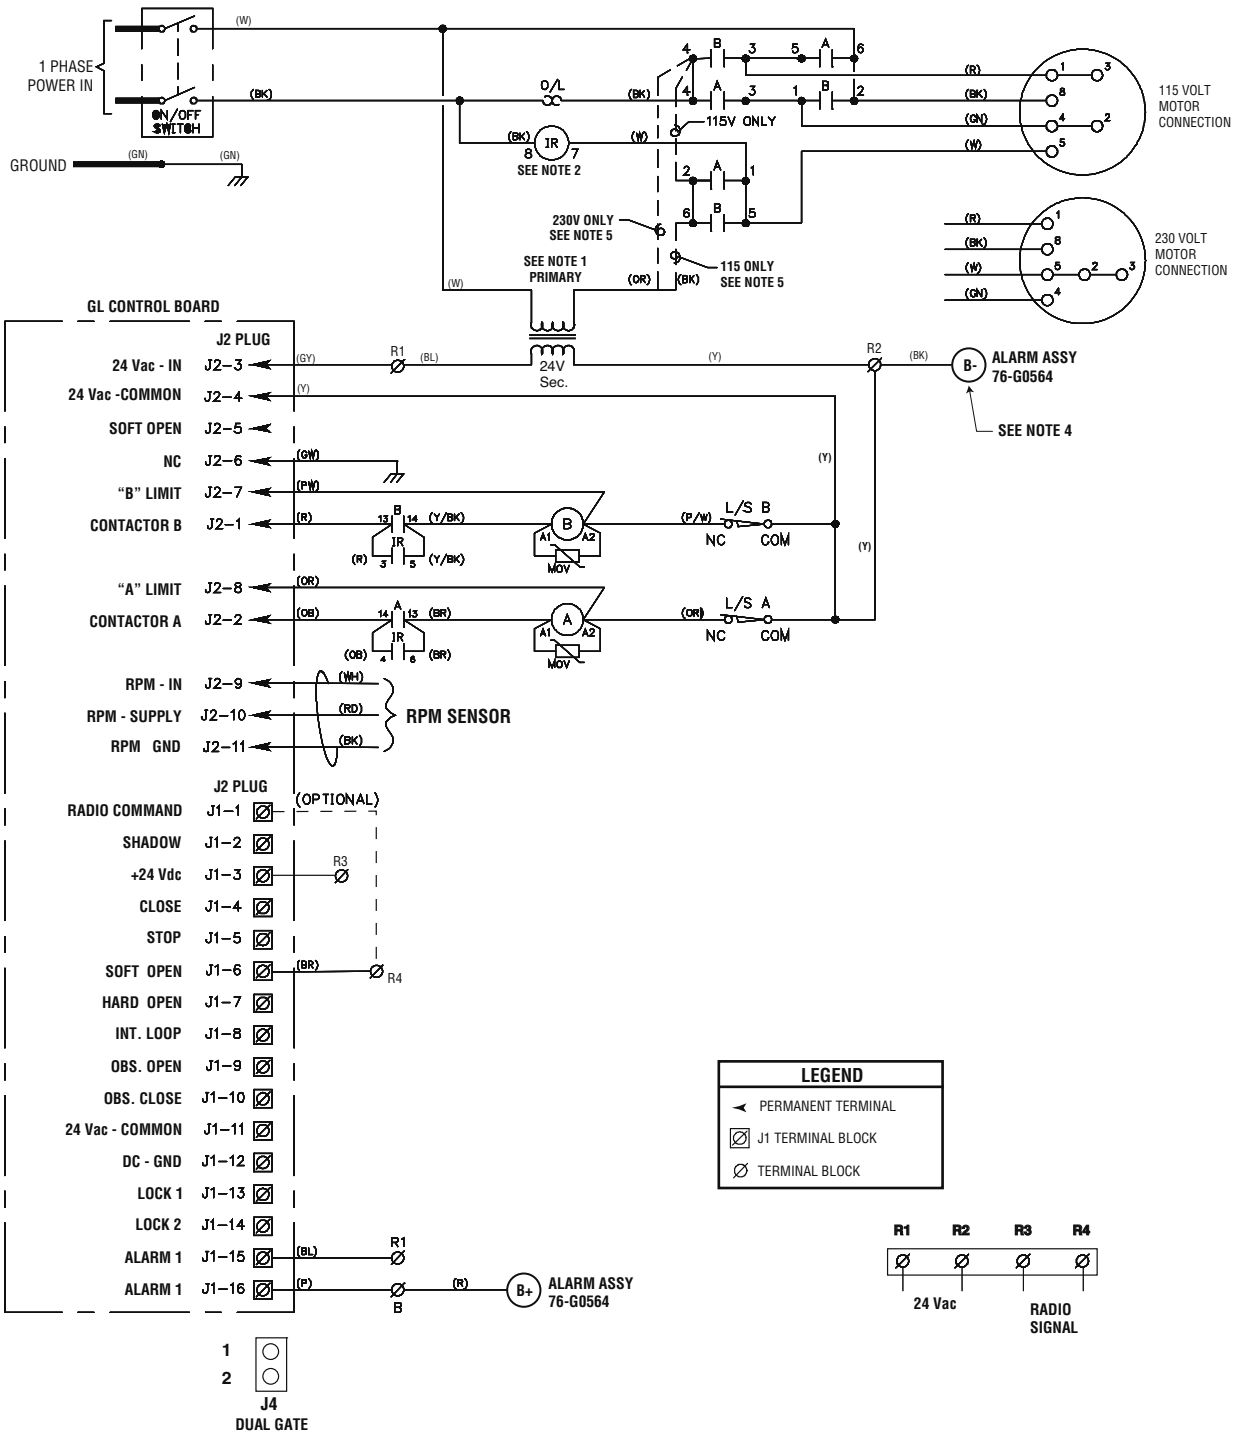 (W)
1 PHASE
POWER IN
ON/OFF
SWITCH
(BK)
O/L
(BK)
4 B 3 5 A 6
4 A 3 1 B 2
115V ONLY
(R)
(BK)
(GN)
(W)
1 3
8
4 2
5
115 VOLT
MOTOR
CONNECTION
GROUND
(GN)
(GN)
(BK)
8 IR 7
(W)
SEE NOTE 2
2 A 1
6 B 5
230V ONLY
SEE NOTE 5
115 ONLY
SEE NOTE 5
SEE NOTE 1
PRIMARY
(W)
(OR)
(BK)
(R)
(BK)
(W)
(GN)
1
8
5 2 3
4
230 VOLT
MOTOR
CONNECTION
GL CONTROL BOARD
J2 PLUG
24 Vac - IN J2-3 (GY) R1 (BL)
24V
Sec.
(Y) R2 (BK) B-
ALARM ASSY
76-G0564
SEE NOTE 4
24 Vac -COMMON J2-4 (Y)
SOFT OPEN J2-5
NC J2-6 (GW)
(Y)
"B" LIMIT J2-7 (PW)
CONTACTOR B J2-1 (R) 13 B 14 (Y/BK) B (P/W) L/S B
A1 A2
NC COM
(R) 3 IR 5 (Y/BK)
MOV
(Y)
"A" LIMIT J2-8 (OR)
CONTACTOR A J2-2 (OB) 14 A 13 (BR) A (OR) L/S A
A1 A2
NC COM
(OB) 4 IR 6 (BR)
MOV
RPM - IN J2-9 (WH)
RPM - SUPPLY J2-10 (RD)
RPM SENSOR
RPM GND J2-11 (BK)
J2 PLUG
(OPTIONAL)
RADIO COMMAND J1-1
SHADOW J1-2
+24 Vdc J1-3 R3
CLOSE J1-4
STOP J1-5
SOFT OPEN J1-6 (BR) R4
HARD OPEN J1-7
INT. LOOP J1-8
OBS. OPEN J1-9
OBS. CLOSE J1-10
24 Vac - COMMON J1-11
DC - GND J1-12
LOCK 1 J1-13
LOCK 2 J1-14
ALARM 1 J1-15 (BL) R1
ALARM 1 J1-16 (P) B (R) B+
ALARM ASSY
76-G0564
LEGEND
PERMANENT TERMINAL
J1 TERMINAL BLOCK
TERMINAL BLOCK
R1 R2 R3 R4
24 Vac
RADIO
SIGNAL
1
2
J4
DUAL GATE